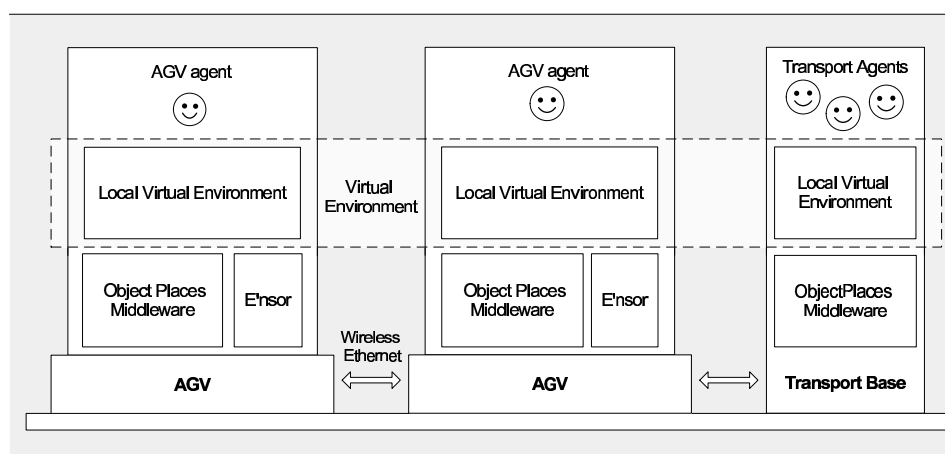 AGV agent
AGV agent
Transport Agents
Local Virtual Environment
Virtual
Environment
Local Virtual Environment
Local Virtual
Environment
Object Places
Middleware
E'nsor
Object Places
Middleware
E'nsor
ObjectPlaces
Middleware
Wireless
Ethernet
AGV
AGV
Transport Base